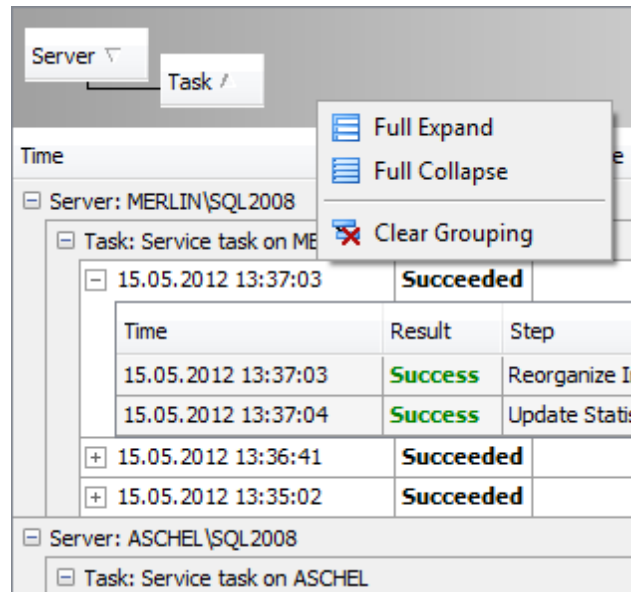 Server
Task
Full Expand
Full Collapse
Clear Grouping
Time
Server: MERLIN\SQL2008
Task: Service task on ME
15.05.2012 13:37:03 Succeeded
Time Result Step
15.05.2012 13:37:03 Success Reorganize I
15.05.2012 13:37:04 Success Update Statis
15.05.2012 13:36:41 Succeeded
15.05.2012 13:35:02 Succeeded
Server: ASCHEL\SQL2008
Task: Service task on ASCHEL